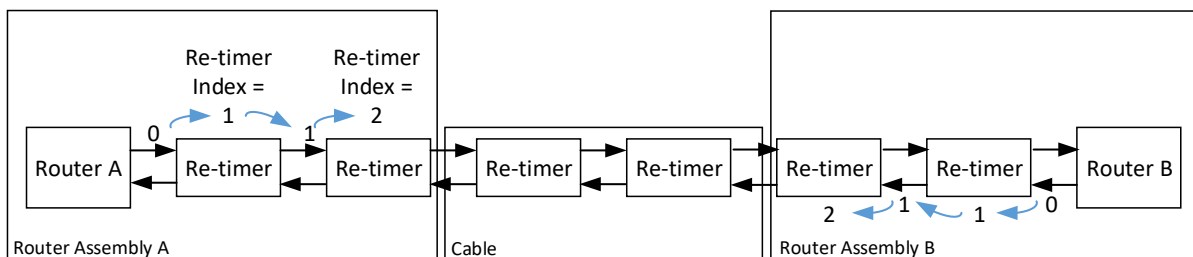 Re-timer
Index =
1
Re-timer
Index =
2
0
1
Router A
Re-timer
Re-timer
Re-timer
Re-timer
Re-timer
Re-timer
Router B
2
1
1
0
Router Assembly A
Cable
Router Assembly B